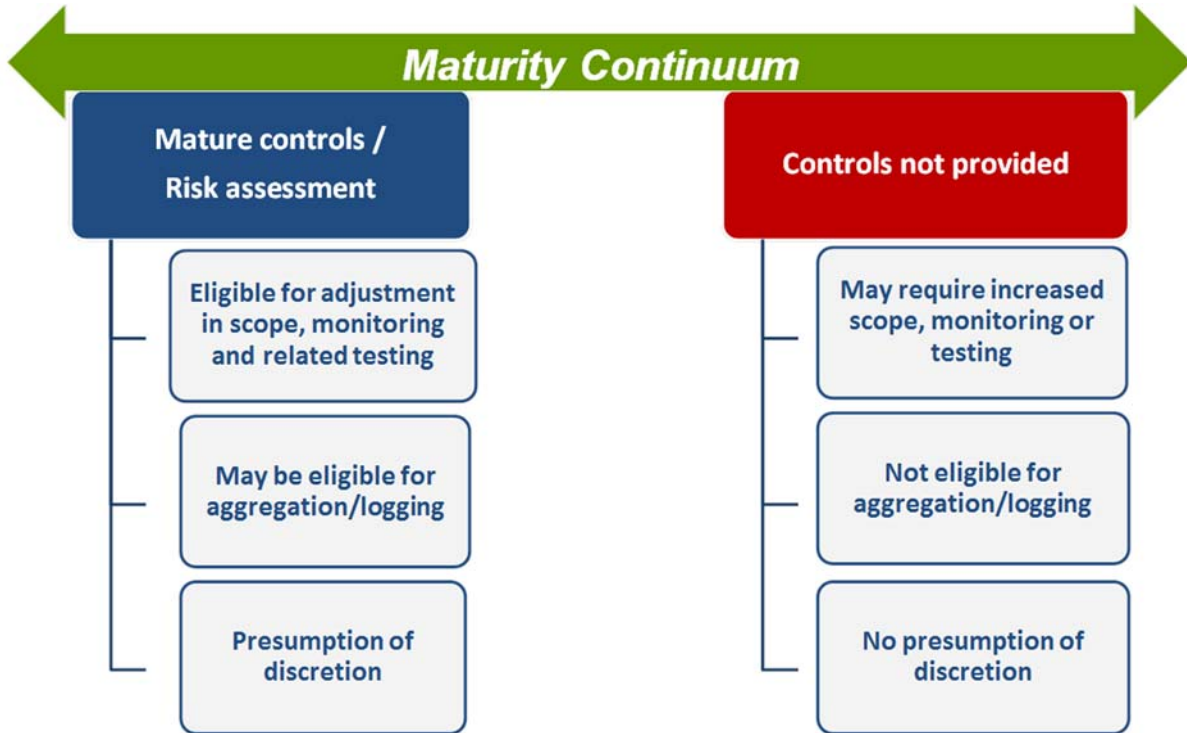 Maturity Continuum
Mature controls /
Risk assessment
Eligible for adjustment
in scope, monitoring
and related testing
May be eligible for
aggregation/logging
Presumption of
discretion
Controls not provided
May require increased
scope, monitoring or
testing
Not eligible for
aggregation/logging
No presumption of
discretion